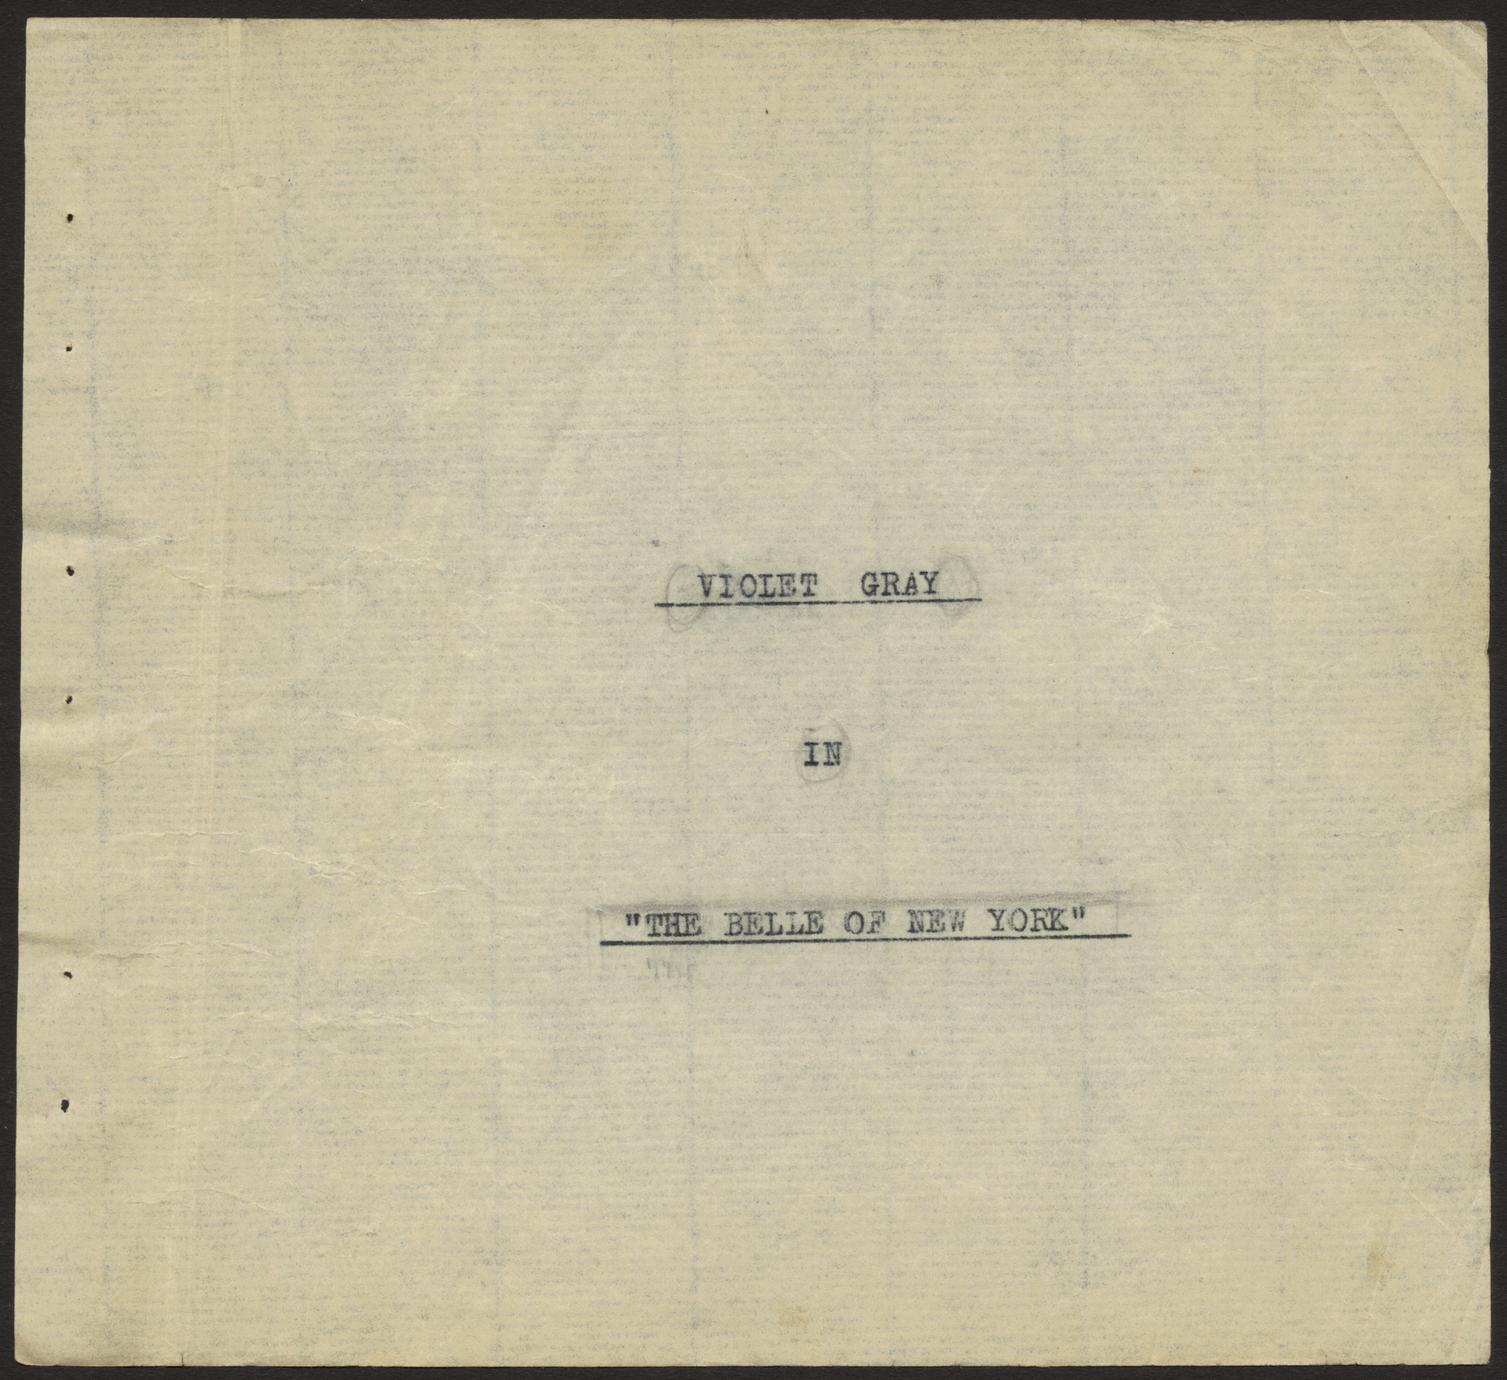 VIOLET GRAY
IN
"THE BELLE OF NEW YORK"